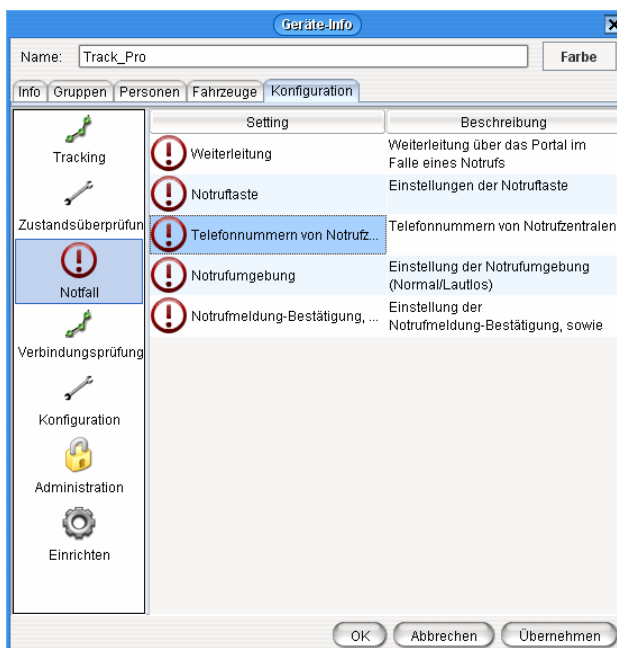 Geräte-Info
Name: Track_Pro Farbe
Info Gruppen Personen Fahrzeuge Konfiguration
Tracking
Zustandsüberprüfun
Notfall
Verbindungsprüfung
Konfiguration
Administration
Einrichten
Setting Beschreibung
Weiterleitung Weiterleitung über das Portal im
Falle eines Notrufs
Notruftaste Einstellungen der Notruftaste
Telefonnummern von Notrufz... Telefonnummern von Notrufzentralen
Notrufumgebung Einstellung der Notrufumgebung
(Normal/Lautlos)
Notrufmeldung-Bestätigung, ... Einstellung der
Notrufmeldung-Bestätigung, sowie
OK Abbrechen Übernehmen